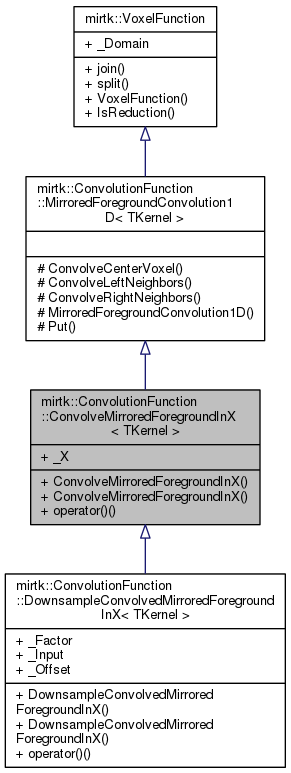 mirtk::VoxelFunction
+ _Domain
+ join()
+ split()
+ VoxelFunction()
+ IsReduction()
mirtk::ConvolutionFunction
::MirroredForegroundConvolution1
D< TKernel >
# ConvolveCenterVoxel()
# ConvolveLeftNeighbors()
# ConvolveRightNeighbors()
# MirroredForegroundConvolution1D()
# Put()
mirtk::ConvolutionFunction
::ConvolveMirroredForegroundInX
< TKernel >
+ _X
+ ConvolveMirroredForegroundInX()
+ ConvolveMirroredForegroundInX()
+ operator()()
mirtk::ConvolutionFunction
::DownsampleConvolvedMirroredForeground
InX< TKernel >
+ _Factor
+ _Input
+ _Offset
+ DownsampleConvolvedMirrored
ForegroundInX()
+ DownsampleConvolvedMirrored
ForegroundInX()
+ operator()()